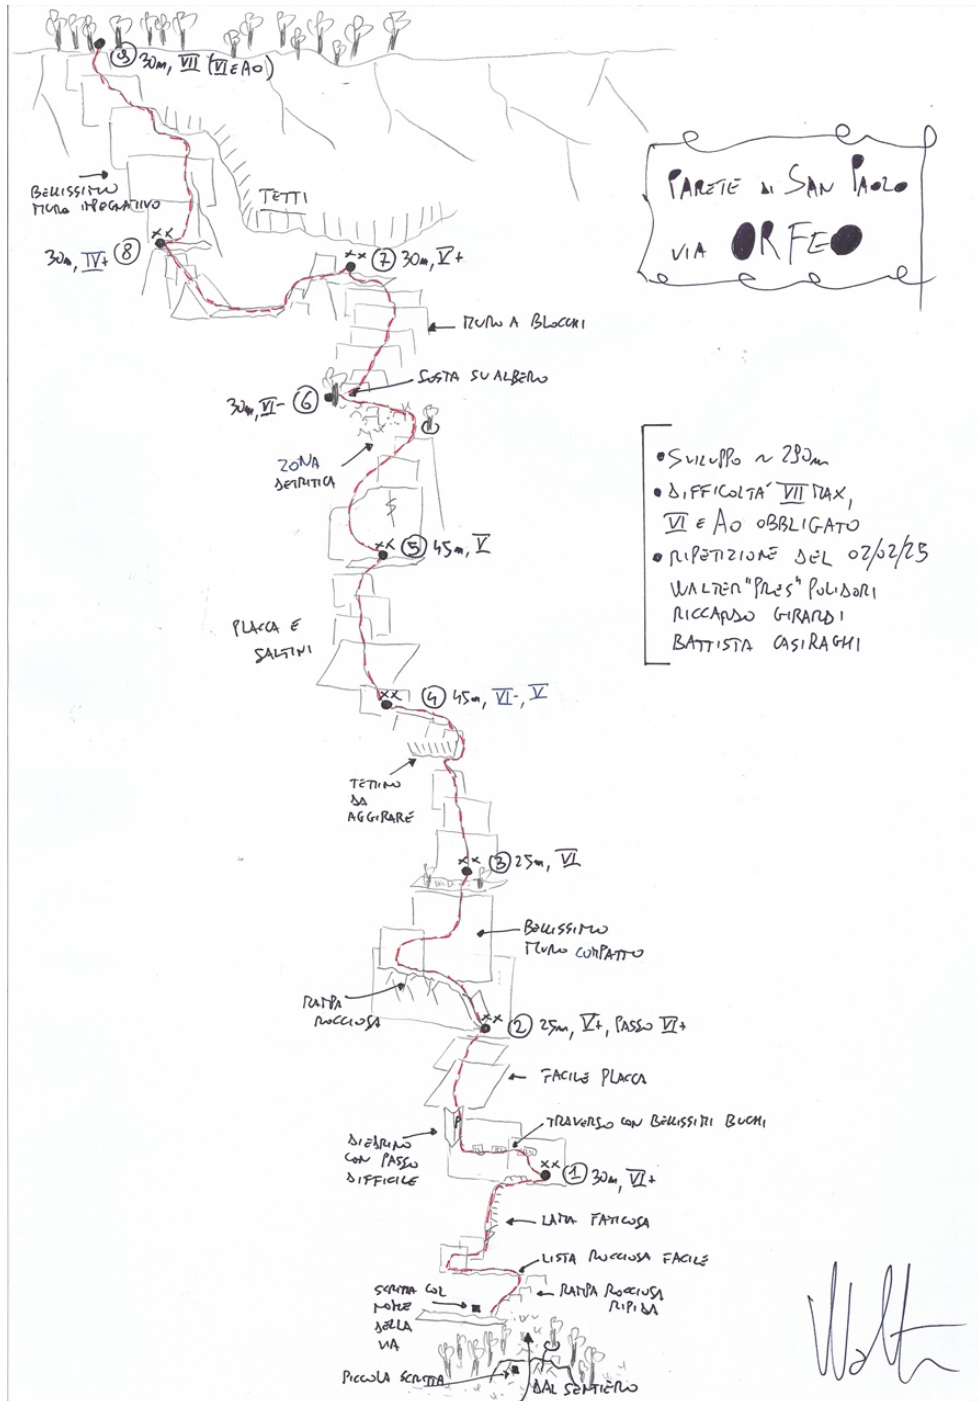 9 30m, VII (VI E A0)
BELLISSIMO
MURO IMPEGNATIVO
TETTI
30m, IV+ 8
7 30m, V+
PARETE DI SAN PAOLO
VIA ORFEO
MURO A BLOCCHI
SOSTA SU ALBERO
30m, VI- 6
ZONA
DETRITICA
5 45m, V
• SVILUPPO ~ 290m
• DIFFICOLTA' VII MAX,
VI E A0 OBBLIGATO
• RIPETIZIONE DEL 02/02/25
WALTER "PRES" POLIDORI
RICCARDO GIRARDI
BATTISTA CASIRAGHI
PLACCA E
SALTINI
4 45m, VI-, V
TETTINO
DA
AGGIRARE
3 25m, VI
BELLISSIMO
MURO COMPATTO
RAMPA
ROCCIOSA
2 25m, V+, PASSO VI+
FACILE PLACCA
TRAVERSO CON BELLISSIMI BUCHI
DIEDRINO
CON PASSO
DIFFICILE
1 30m, VI+
LAMA FATICOSA
LISTA ROCCIOSA FACILE
RAMPA ROCCIOSA
RIPIDA
SCRITTA COL
NOME
DELLA
VIA
PICCOLA SCRITTA
DAL SENTIERO
Walt